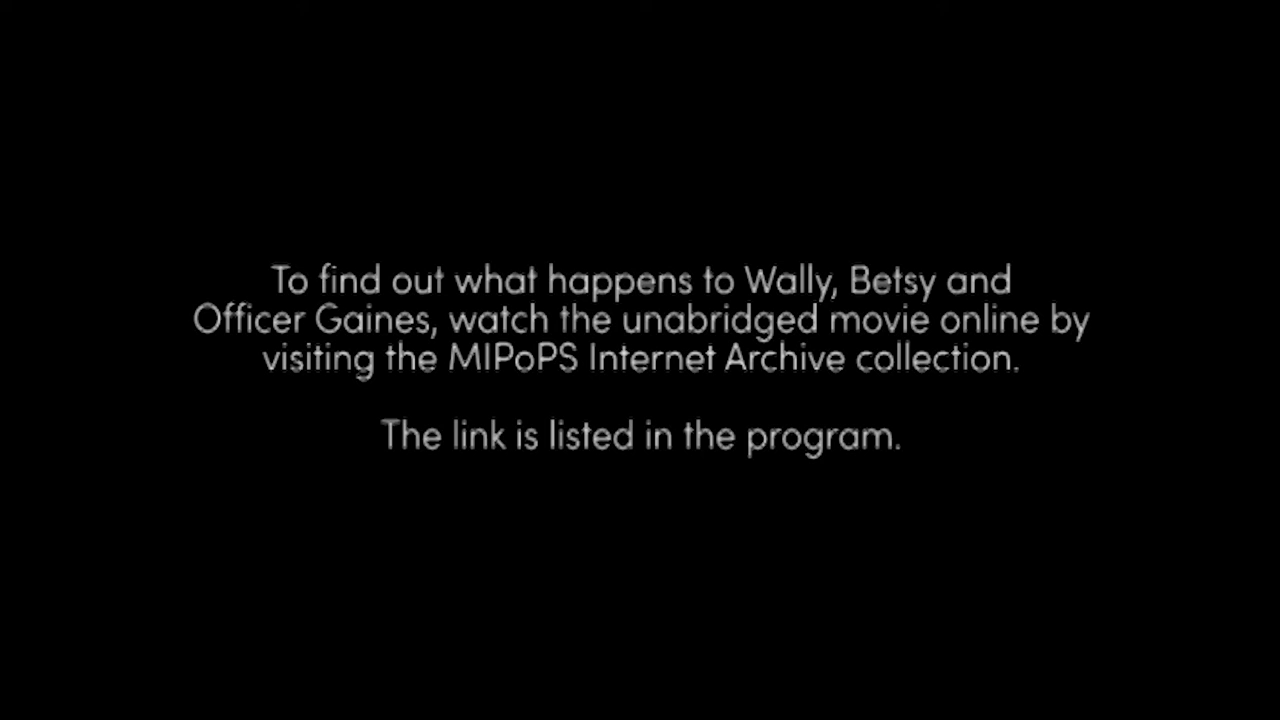 To find out what happens to Wally, Betsy and
Officer Gaines, watch the unabridged movie online by
visiting the MIPoPS Internet Archive collection.
The link is listed in the program.